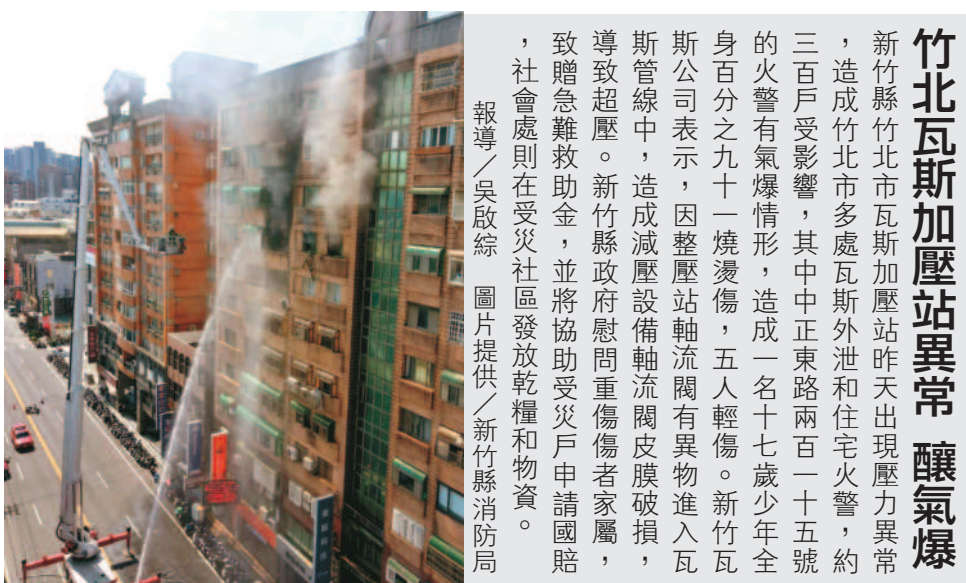 竹北瓦斯加壓站異常 釀氣爆
新竹縣竹北市瓦斯加壓站昨天出現壓力異常
，造成竹北市多處瓦斯外泄和住宅火警，約
三百戶受影響，其中中正東路兩百一十五號
的火警有氣爆情形，造成一名十七歲少年全
身百分之九十一燒燙傷，五人輕傷。新竹瓦
斯公司表示，因整壓站軸流閥有異物進入瓦
斯管線中，造成減壓設備軸流閥皮膜破損，
導致超壓。新竹縣政府慰問重傷傷者家屬，
致贈急難救助金，並將協助受災戶申請國賠
，社會處則在受災社區發放乾糧和物資。
報導／吳啟綜　圖片提供／新竹縣消防局